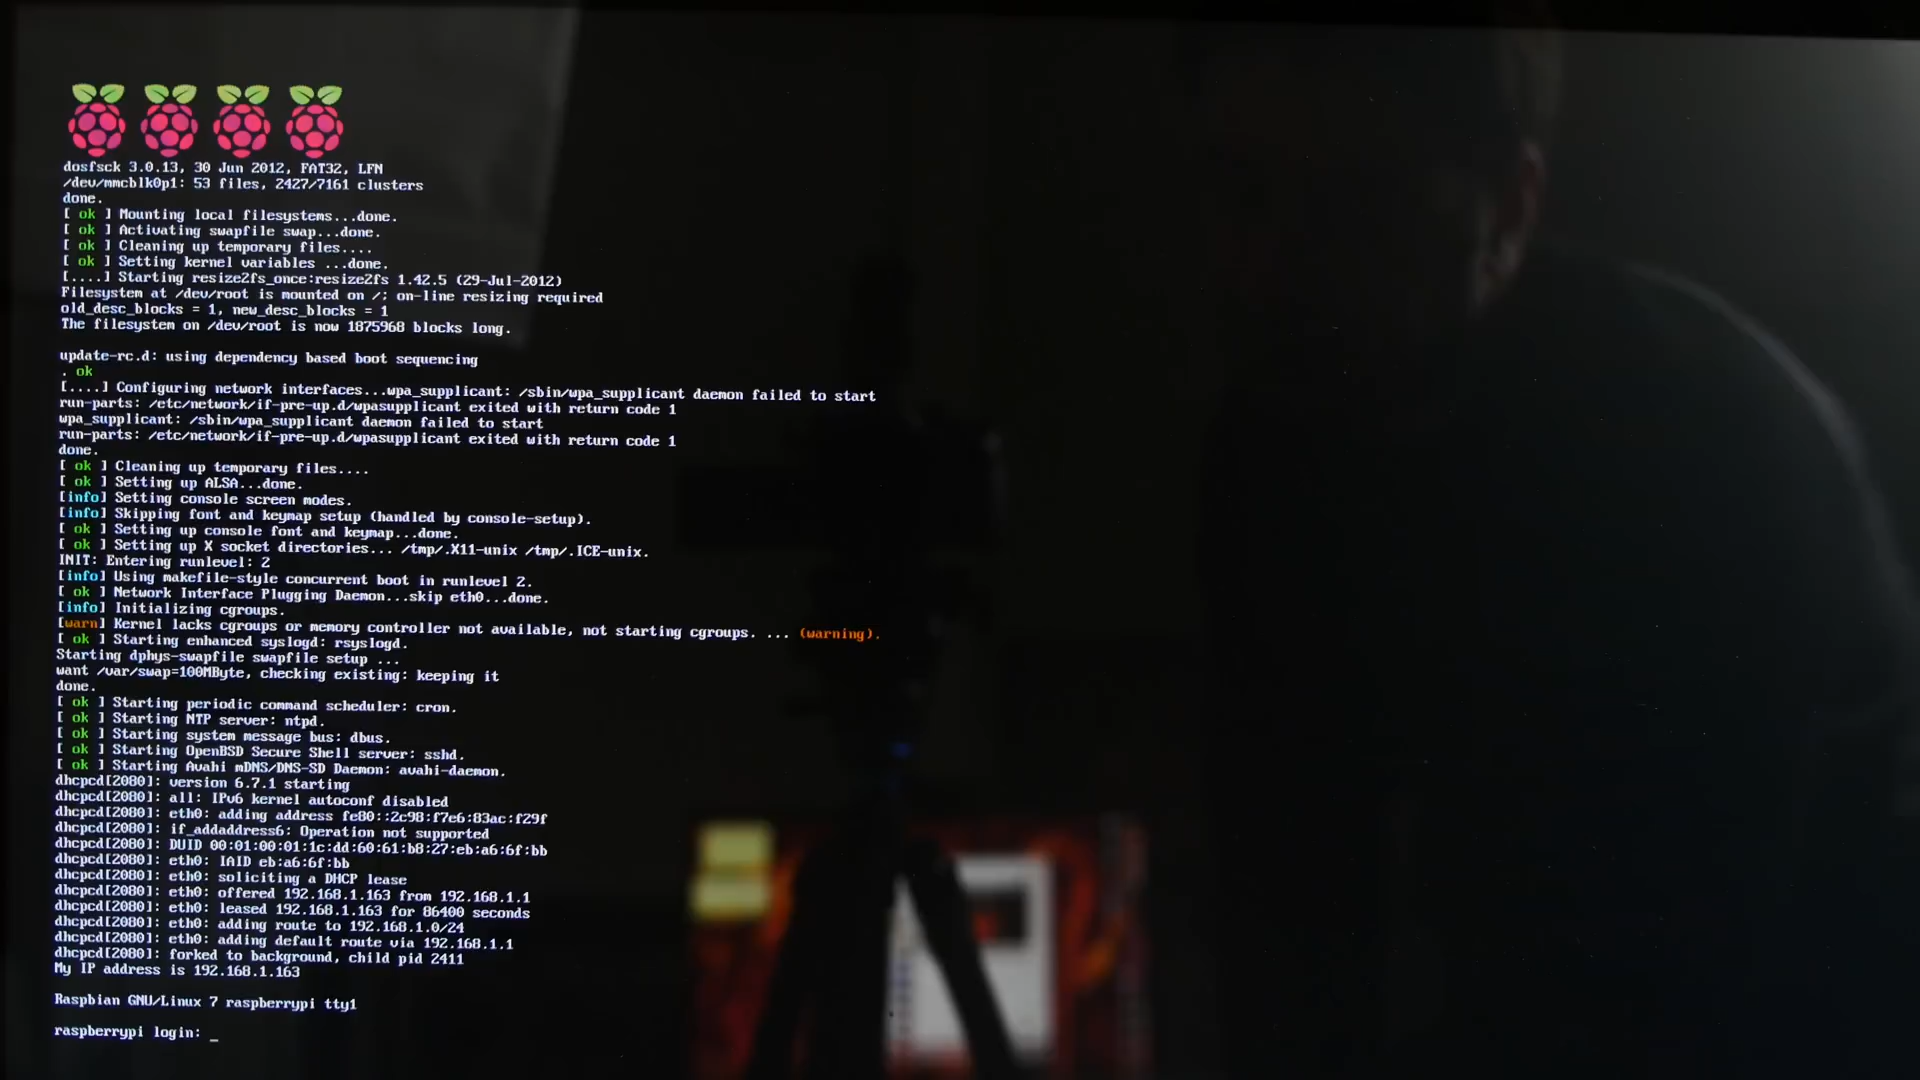 dosfsck 3.0.13, 30 Jun 2012, FAT32, LFN
/dev/mmcblk0p1: 53 files, 2427/7161 clusters
done.
[ ok ] Mounting local filesystems...done.
[ ok ] Activating swapfile swap...done.
[ ok ] Cleaning up temporary files....
[ ok ] Setting kernel variables ...done.
[....] Starting resize2fs_once:resize2fs 1.42.5 (29-Jul-2012)
Filesystem at /dev/root is mounted on /; on-line resizing required
old_desc_blocks = 1, new_desc_blocks = 1
The filesystem on /dev/root is now 1875968 blocks long.
update-rc.d: using dependency based boot sequencing
. ok
[....] Configuring network interfaces...wpa_supplicant: /sbin/wpa_supplicant daemon failed to start
run-parts: /etc/network/if-pre-up.d/wpasupplicant exited with return code 1
wpa_supplicant: /sbin/wpa_supplicant daemon failed to start
run-parts: /etc/network/if-pre-up.d/wpasupplicant exited with return code 1
done.
[ ok ] Cleaning up temporary files....
[ ok ] Setting up ALSA...done.
[info] Setting console screen modes.
[info] Skipping font and keymap setup (handled by console-setup).
[ ok ] Setting up console font and keymap...done.
[ ok ] Setting up X socket directories... /tmp/.X11-unix /tmp/.ICE-unix.
INIT: Entering runlevel: 2
[info] Using makefile-style concurrent boot in runlevel 2.
[ ok ] Network Interface Plugging Daemon...skip eth0...done.
[info] Initializing cgroups.
[warn] Kernel lacks cgroups or memory controller not available, not starting cgroups. ... (warning).
[ ok ] Starting enhanced syslogd: rsyslogd.
Starting dphys-swapfile swapfile setup ...
want /var/swap=100MByte, checking existing: keeping it
done.
[ ok ] Starting periodic command scheduler: cron.
[ ok ] Starting NTP server: ntpd.
[ ok ] Starting system message bus: dbus.
[ ok ] Starting OpenBSD Secure Shell server: sshd.
[ ok ] Starting Avahi mDNS/DNS-SD Daemon: avahi-daemon.
dhcpcd[2080]: version 6.7.1 starting
dhcpcd[2080]: all: IPv6 kernel autoconf disabled
dhcpcd[2080]: eth0: adding address fe80::2c98:f7e6:83ac:f29f
dhcpcd[2080]: if_addaddress6: Operation not supported
dhcpcd[2080]: DUID 00:01:00:01:1c:dd:60:61:b8:27:eb:a6:6f:bb
dhcpcd[2080]: eth0: IAID eb:a6:6f:bb
dhcpcd[2080]: eth0: soliciting a DHCP lease
dhcpcd[2080]: eth0: offered 192.168.1.163 from 192.168.1.1
dhcpcd[2080]: eth0: leased 192.168.1.163 for 86400 seconds
dhcpcd[2080]: eth0: adding route to 192.168.1.0/24
dhcpcd[2080]: eth0: adding default route via 192.168.1.1
dhcpcd[2080]: forked to background, child pid 2411
My IP address is 192.168.1.163
Raspbian GNU/Linux 7 raspberrypi tty1
raspberrypi login: _